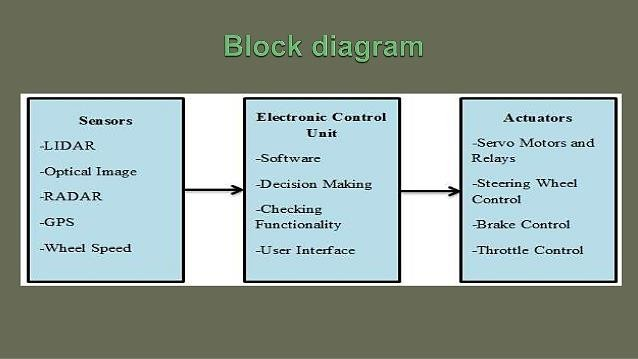 Block diagram
Sensors
-LIDAR
-Optical Image
-RADAR
-GPS
-Wheel Speed
Electronic Control
Unit
-Software
-Decision Making
-Checking
Functionality
-User Interface
Actuators
-Servo Motors and
Relays
-Steering Wheel
Control
-Brake Control
-Throttle Control